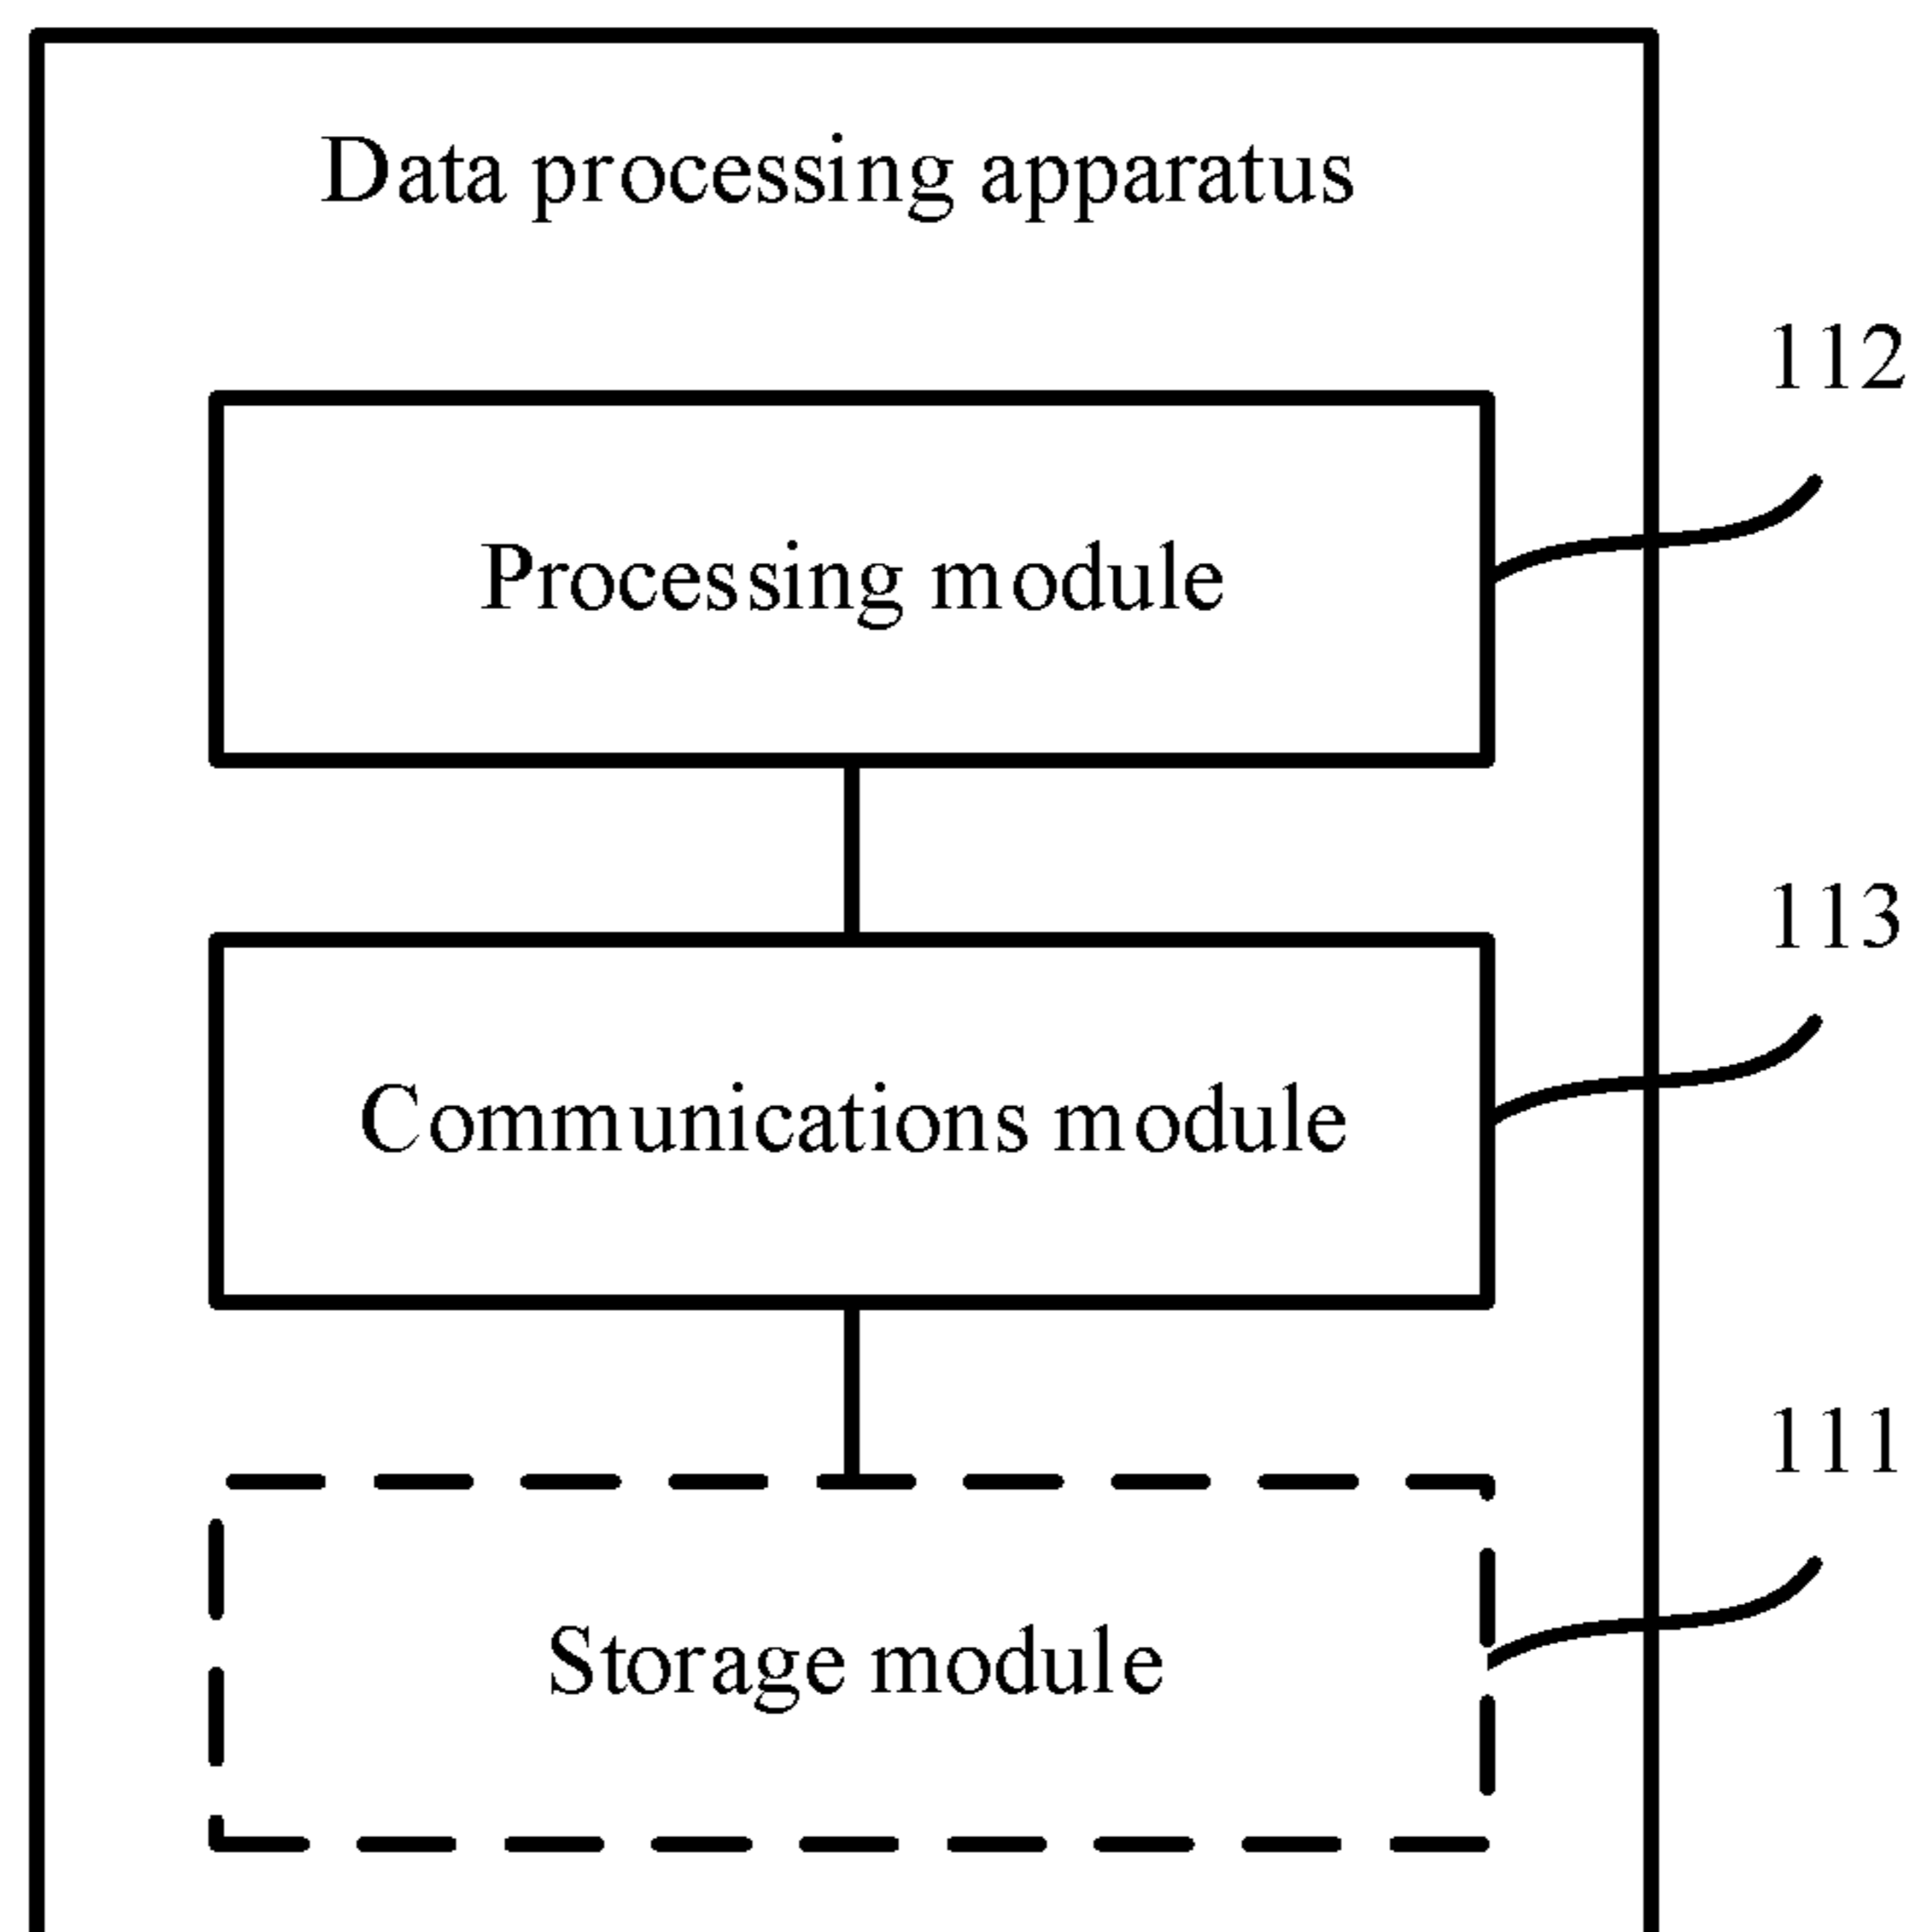 Data processing apparatus
112
Processing module
113
Communications module
111
Storage module